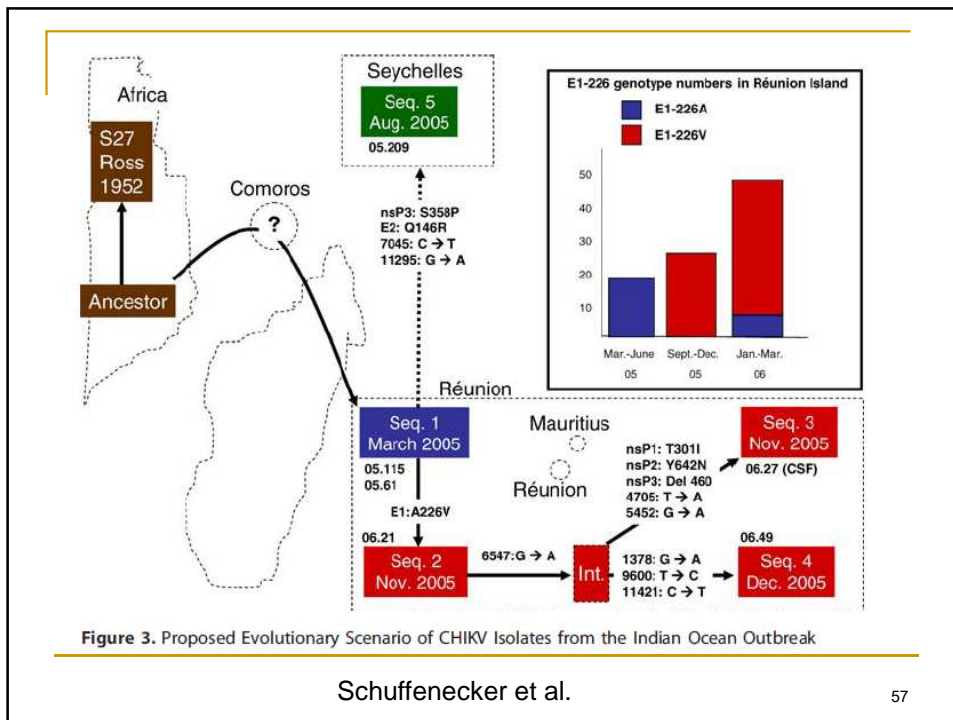 Africa
S27
Ross
1952
Ancestor
Comoros
?
Seychelles
Seq. 5
Aug. 2005
05.209
nsP3: S358P
E2: Q146R
7045: C → T
11295: G → A
E1-226 genotype numbers in Réunion Island
E1-226A
E1-226V
50
40
30
20
10
Mar.-June
05
Sept.-Dec.
05
Jan.-Mar.
06
Réunion
Seq. 1
March 2005
05.115
05.61
E1:A226V
06.21
Seq. 2
Nov. 2005
6547:G → A
Int.
Mauritius
Réunion
nsP1: T301I
nsP2: Y642N
nsP3: Del 460
4705: T → A
5452: G → A
Seq. 3
Nov. 2005
06.27 (CSF)
1378: G → A
9600: T → C
11421: C → T
06.49
Seq. 4
Dec. 2005
Figure 3. Proposed Evolutionary Scenario of CHIKV Isolates from the Indian Ocean Outbreak
Schuffenecker et al.
57